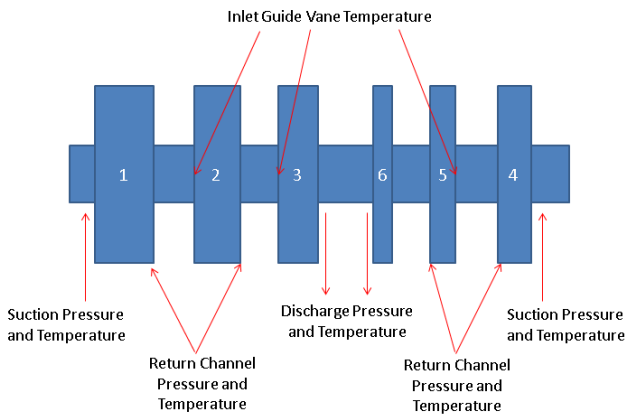 Inlet Guide Vane Temperature
1
2
3
6
5
4
Suction Pressure
and Temperature
Return Channel
Pressure and
Temperature
Discharge Pressure
and Temperature
Return Channel
Pressure and
Temperature
Suction Pressure
and Temperature